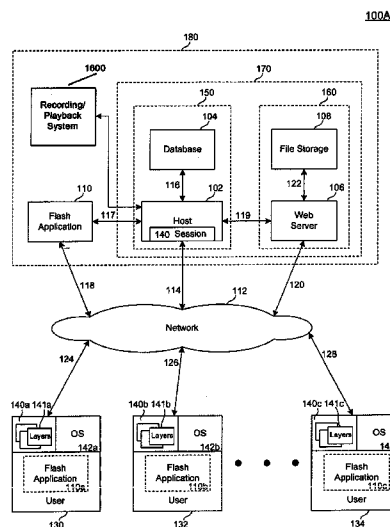 100A
180
1600
170
Recording/
Playback
System
150
160
104
108
Database
File Storage
110
116
102
122
106
Flash
Application
117
Host
140 Session
119
Web
Server
118
114
120
112
Network
124
126
128
140a 141a
Layers
OS
142a
Flash
Application
110a
User
130
140b 141b
Layers
OS
142b
Flash
Application
110b
User
132
140c 141c
Layers
OS
Flash
Application
110c
User
134